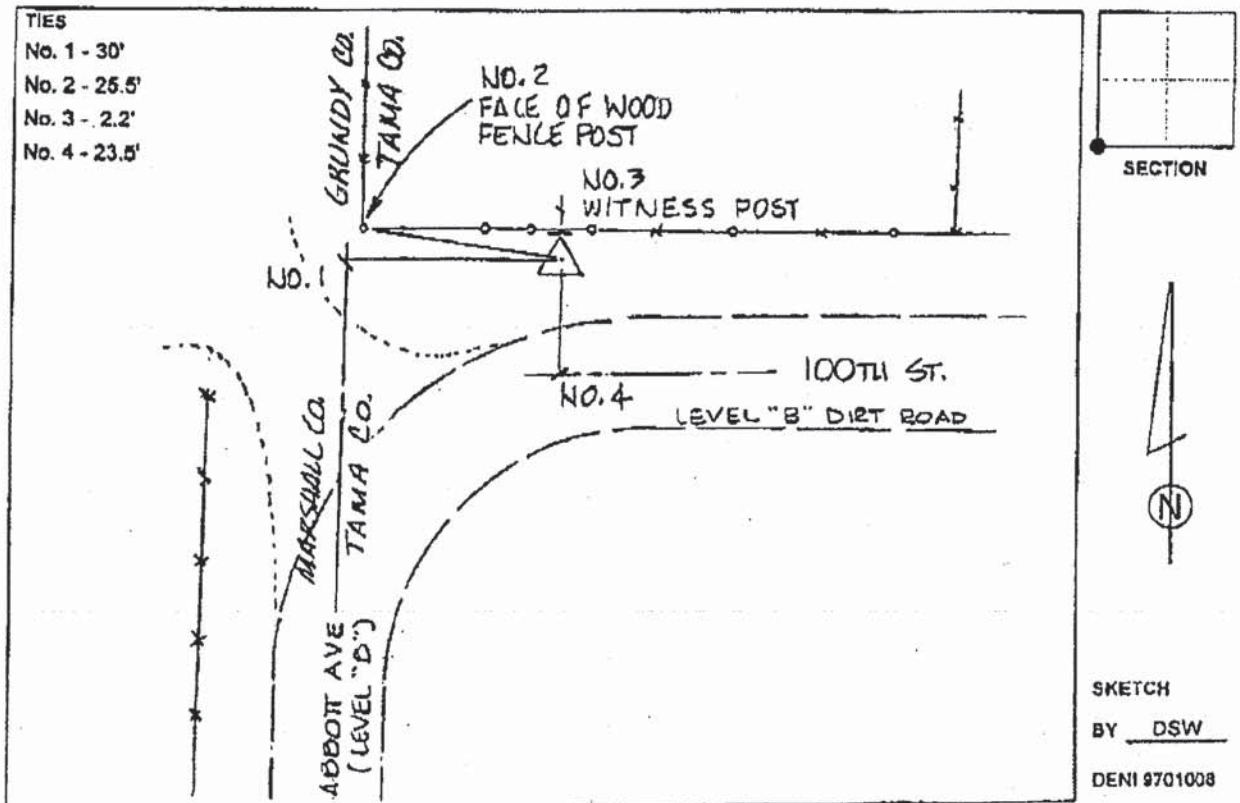 TIES
No. 1 - 30'
No. 2 - 25.5'
No. 3 - 2.2'
No. 4 - 23.5'
GRUNDY CO.
TAMA CO.
NO. 2
FACE OF WOOD
FENCE POST
NO. 3
WITNESS POST
SECTION
NO. 1
100TH ST.
NO. 4
LEVEL "B" DIRT ROAD
MARSHALL CO.
TAMA CO.
N
ABBOTT AVE
(LEVEL "B")
SKETCH
BY DSW
DENI 9701008